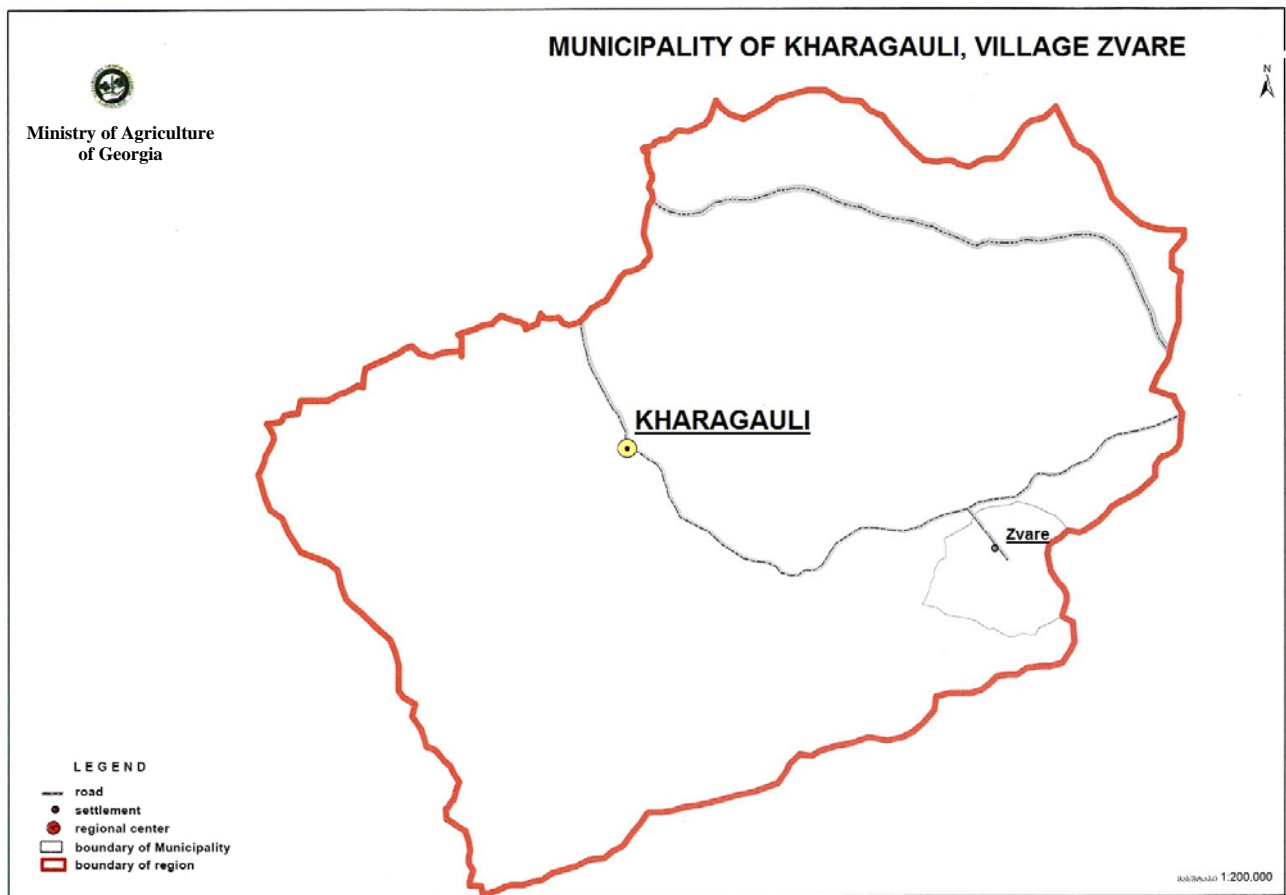 MUNICIPALITY OF KHARAGAULI, VILLAGE ZVARE
N
Ministry of Agriculture
of Georgia
KHARAGAULI
Zvare
LEGEND
road
settlement
regional center
boundary of Municipality
boundary of region
1:200.000